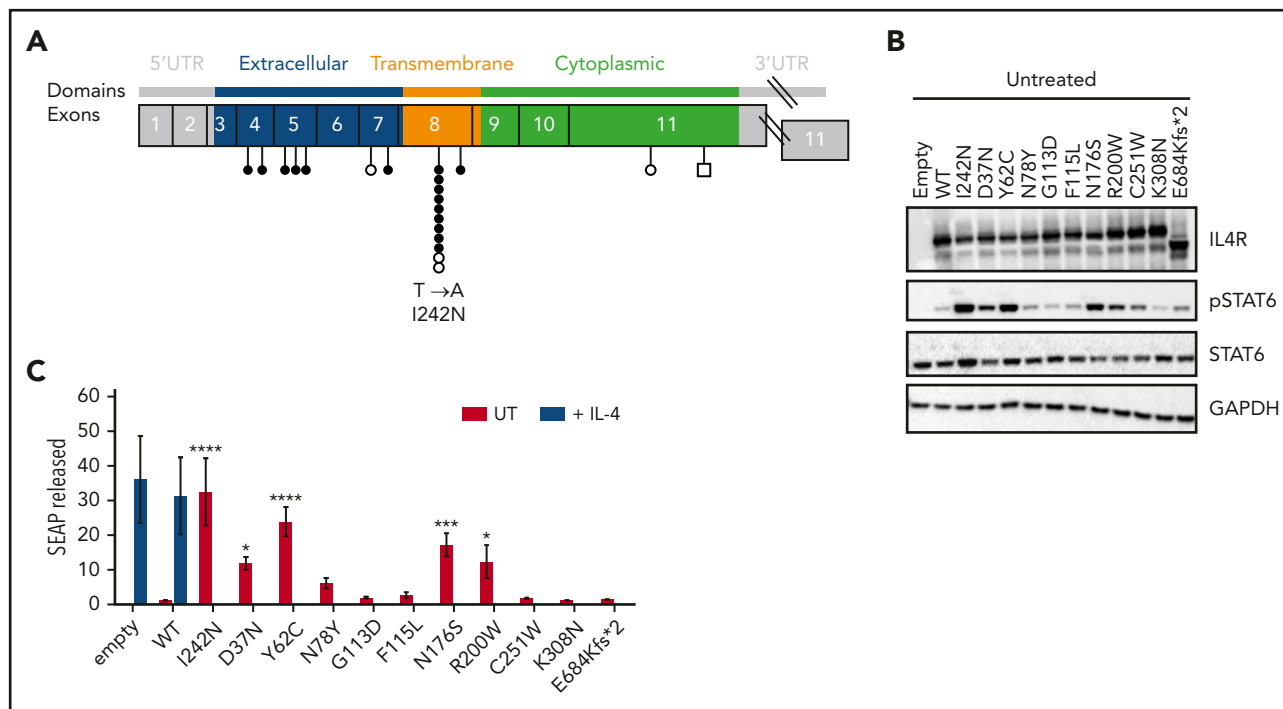 A
5'UTR Extracellular Transmembrane Cytoplasmic 3'UTR
Domains
Exons
1 2 3 4 5 6 7 8 9 10 11 11
T →A
I242N
B
Untreated
Empty WT I242N D37N Y62C N78Y G113D F115L N176S R200W C251W K308N E684Kfs*2
IL4R
pSTAT6
STAT6
GAPDH
C
SEAP released
60
50
40
30
20
10
0
UT + IL-4
**** * **** *** *
empty WT I242N D37N Y62C N78Y G113D F115L N176S R200W C251W K308N E684Kfs*2